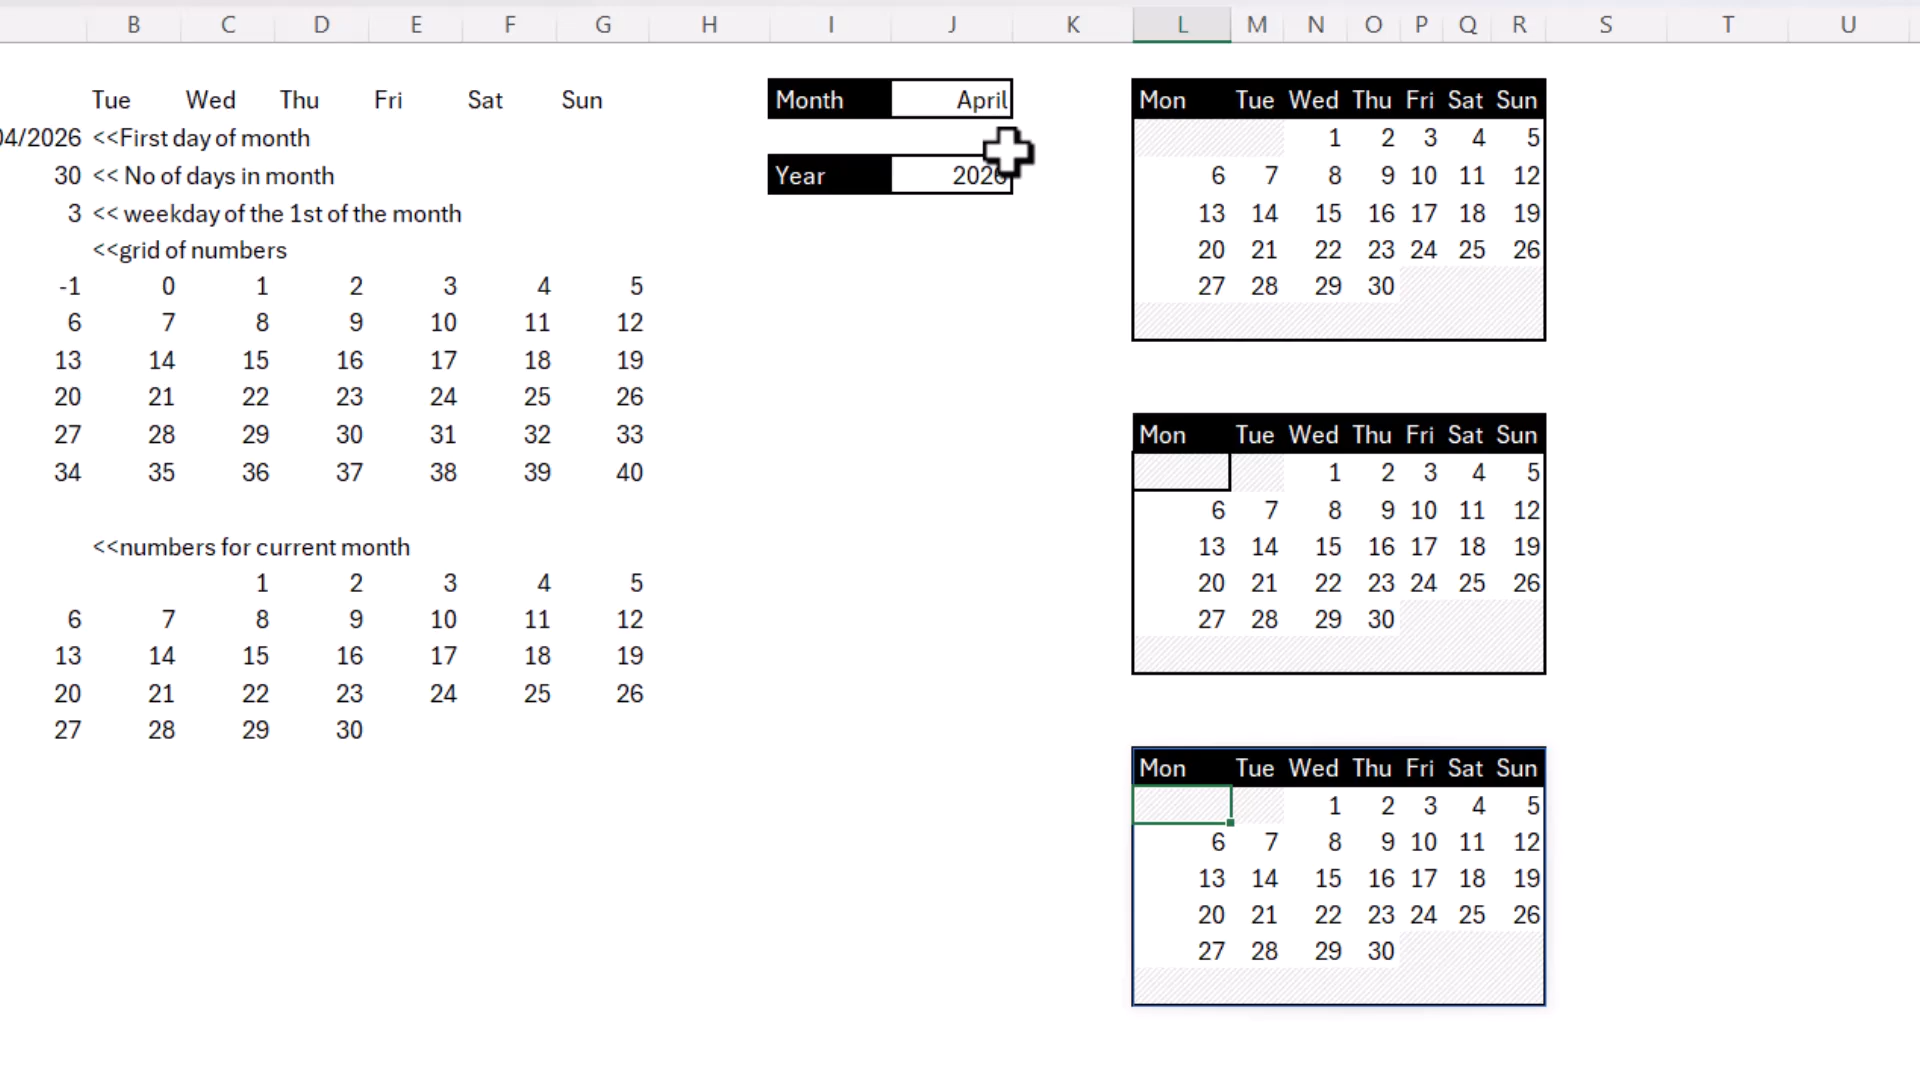 B C D E F G H I J K L M N O P Q R S T U
Tue Wed Thu Fri Sat Sun
04/2026 <<First day of month
30 << No of days in month
3 << weekday of the 1st of the month
<<grid of numbers
-1 0 1 2 3 4 5
6 7 8 9 10 11 12
13 14 15 16 17 18 19
20 21 22 23 24 25 26
27 28 29 30 31 32 33
34 35 36 37 38 39 40
<<numbers for current month
1 2 3 4 5
6 7 8 9 10 11 12
13 14 15 16 17 18 19
20 21 22 23 24 25 26
27 28 29 30
Month April
Year 2026
Mon Tue Wed Thu Fri Sat Sun
1 2 3 4 5
6 7 8 9 10 11 12
13 14 15 16 17 18 19
20 21 22 23 24 25 26
27 28 29 30
Mon Tue Wed Thu Fri Sat Sun
1 2 3 4 5
6 7 8 9 10 11 12
13 14 15 16 17 18 19
20 21 22 23 24 25 26
27 28 29 30
Mon Tue Wed Thu Fri Sat Sun
1 2 3 4 5
6 7 8 9 10 11 12
13 14 15 16 17 18 19
20 21 22 23 24 25 26
27 28 29 30